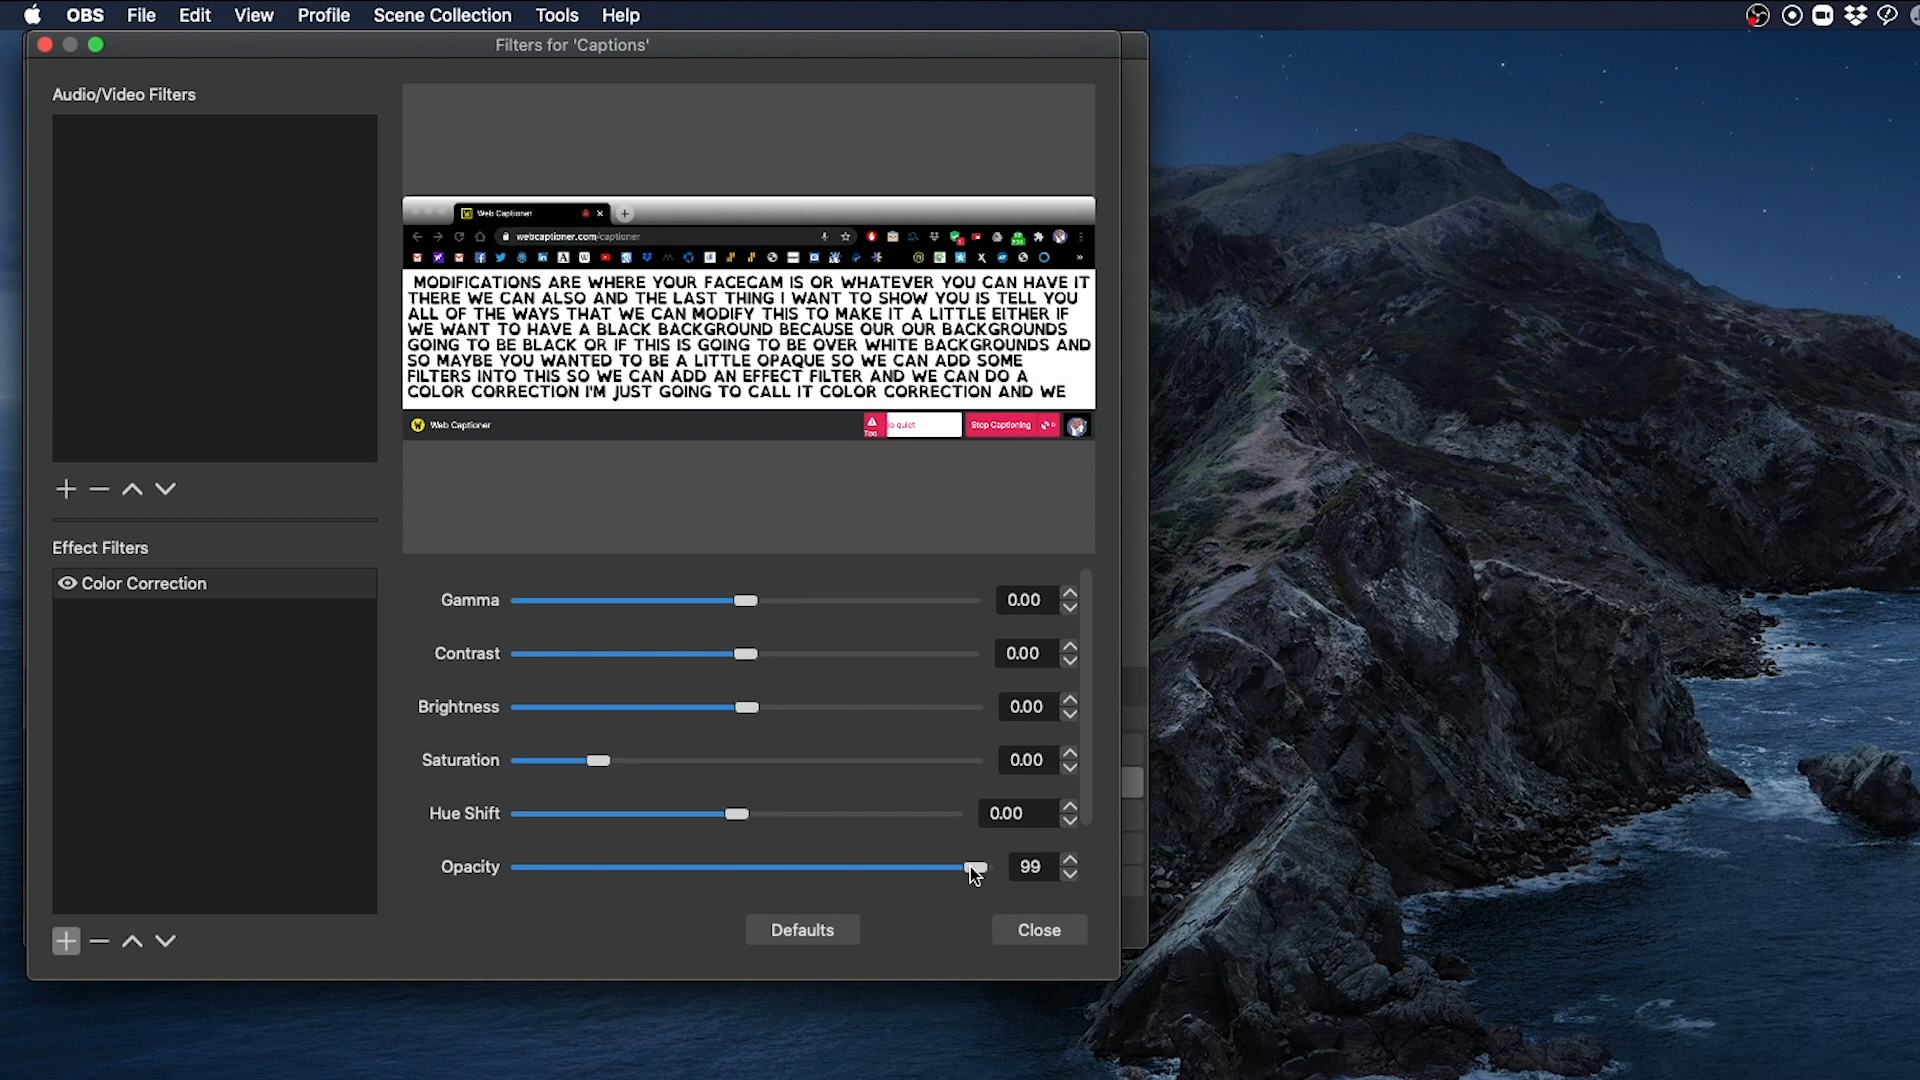 OBS File Edit View Profile Scene Collection Tools Help
Filters for 'Captions'
Audio/Video Filters
Web Captioner
webcaptioner.com/captioner
MODIFICATIONS ARE WHERE YOUR FACECAM IS OR WHATEVER YOU CAN HAVE IT
THERE WE CAN ALSO AND THE LAST THING I WANT TO SHOW YOU IS TELL YOU
ALL OF THE WAYS THAT WE CAN MODIFY THIS TO MAKE IT A LITTLE EITHER IF
WE WANT TO HAVE A BLACK BACKGROUND BECAUSE OUR OUR BACKGROUNDS
GOING TO BE BLACK OR IF THIS IS GOING TO BE OVER WHITE BACKGROUNDS AND
SO MAYBE YOU WANTED TO BE A LITTLE OPAQUE SO WE CAN ADD SOME
FILTERS INTO THIS SO WE CAN ADD AN EFFECT FILTER AND WE CAN DO A
COLOR CORRECTION I'M JUST GOING TO CALL IT COLOR CORRECTION AND WE
Web Captioner
Too quiet
Stop Captioning
Effect Filters
Color Correction
Gamma 0.00
Contrast 0.00
Brightness 0.00
Saturation 0.00
Hue Shift 0.00
Opacity 99
Defaults Close